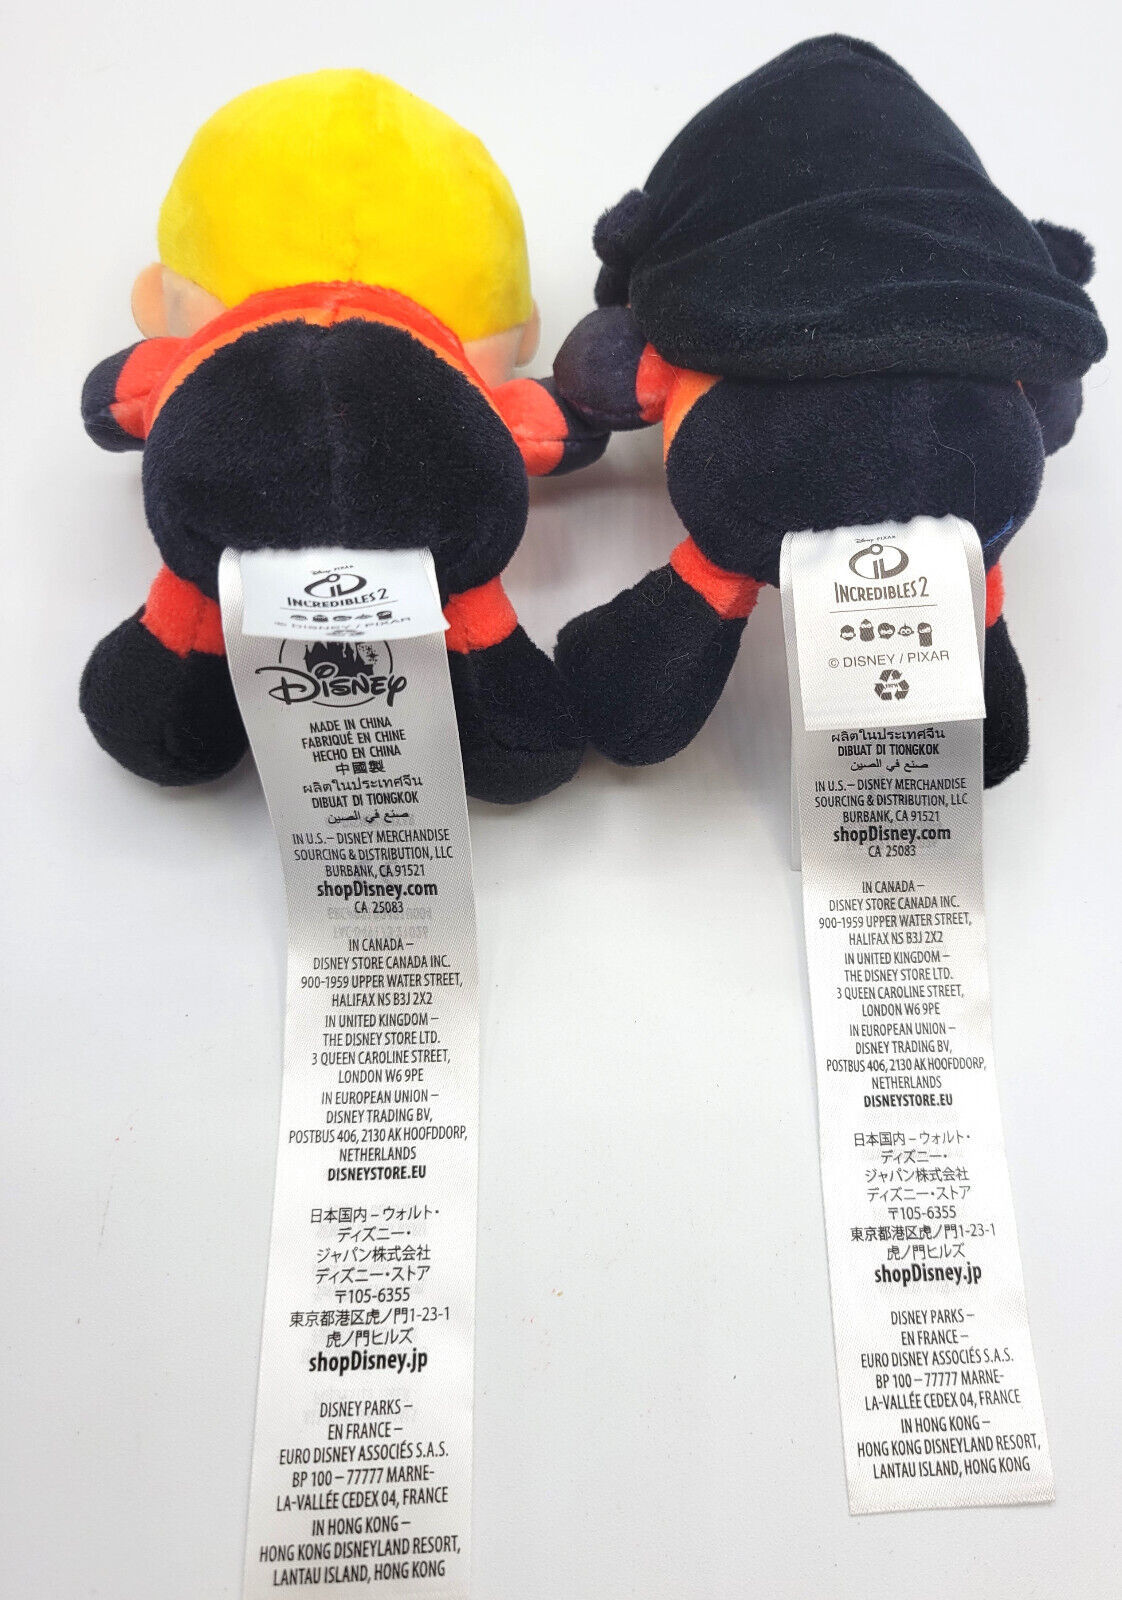 Disney PIXAR
INCREDIBLES 2
© DISNEY / PIXAR
DISNEY
MADE IN CHINA
FABRIQUÉ EN CHINE
HECHO EN CHINA
中國製
ผลิตในประเทศจีน
DIBUAT DI TIONGKOK
صنع في الصين
IN U.S. – DISNEY MERCHANDISE
SOURCING & DISTRIBUTION, LLC
BURBANK, CA 91521
shopDisney.com
CA 25083
IN CANADA –
DISNEY STORE CANADA INC.
900-1959 UPPER WATER STREET,
HALIFAX NS B3J 2X2
IN UNITED KINGDOM –
THE DISNEY STORE LTD.
3 QUEEN CAROLINE STREET,
LONDON W6 9PE
IN EUROPEAN UNION –
DISNEY TRADING BV,
POSTBUS 406, 2130 AK HOOFDDORP,
NETHERLANDS
DISNEYSTORE.EU
日本国内 – ウォルト・
ディズニー・
ジャパン株式会社
ディズニー・ストア
〒105-6355
東京都港区虎ノ門1-23-1
虎ノ門ヒルズ
shopDisney.jp
DISNEY PARKS –
EN FRANCE –
EURO DISNEY ASSOCIÉS S.A.S.
BP 100 – 77777 MARNE-
LA-VALLÉE CEDEX 04, FRANCE
IN HONG KONG –
HONG KONG DISNEYLAND RESORT,
LANTAU ISLAND, HONG KONG
Disney PIXAR
INCREDIBLES 2
© DISNEY / PIXAR
ผลิตในประเทศจีน
DIBUAT DI TIONGKOK
صنع في الصين
IN U.S. – DISNEY MERCHANDISE
SOURCING & DISTRIBUTION, LLC
BURBANK, CA 91521
shopDisney.com
CA 25083
IN CANADA –
DISNEY STORE CANADA INC.
900-1959 UPPER WATER STREET,
HALIFAX NS B3J 2X2
IN UNITED KINGDOM –
THE DISNEY STORE LTD.
3 QUEEN CAROLINE STREET,
LONDON W6 9PE
IN EUROPEAN UNION –
DISNEY TRADING BV,
POSTBUS 406, 2130 AK HOOFDDORP,
NETHERLANDS
DISNEYSTORE.EU
日本国内 – ウォルト・
ディズニー・
ジャパン株式会社
ディズニー・ストア
〒105-6355
東京都港区虎ノ門1-23-1
虎ノ門ヒルズ
shopDisney.jp
DISNEY PARKS –
EN FRANCE –
EURO DISNEY ASSOCIÉS S.A.S.
BP 100 – 77777 MARNE-
LA-VALLÉE CEDEX 04, FRANCE
IN HONG KONG –
HONG KONG DISNEYLAND RESORT,
LANTAU ISLAND, HONG KONG